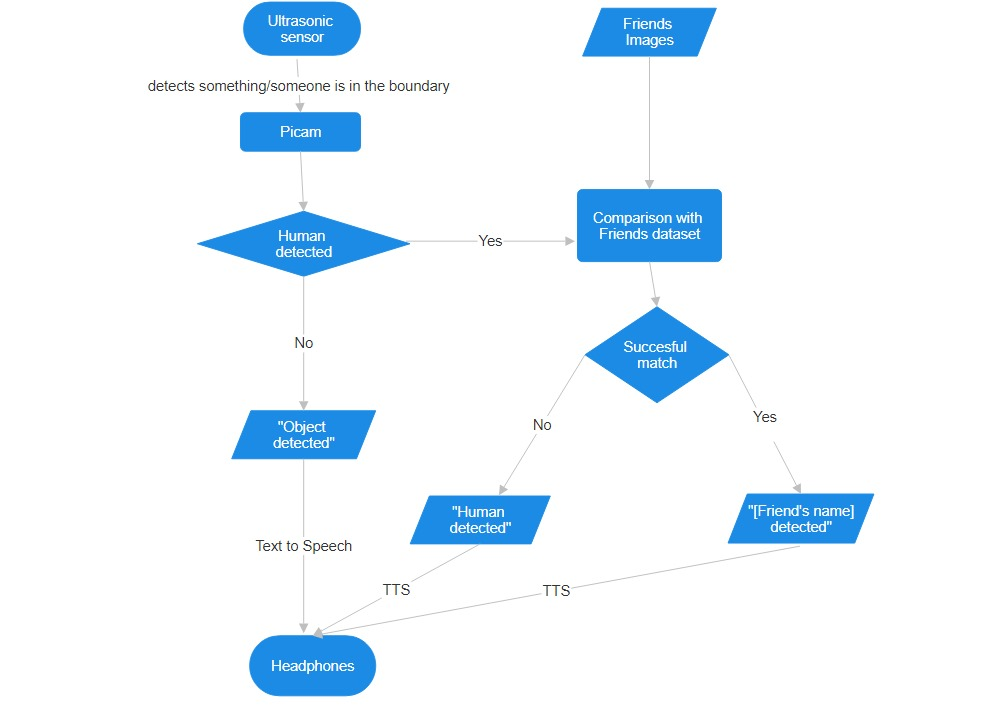 Ultrasonic
sensor
Friends
Images
detects something/someone is in the boundary
Picam
Human
detected
Yes
Comparison with
Friends dataset
No
Succesful
match
No
Yes
"Object
detected"
"Human
detected"
"[Friend's name]
detected"
Text to Speech
TTS
TTS
Headphones